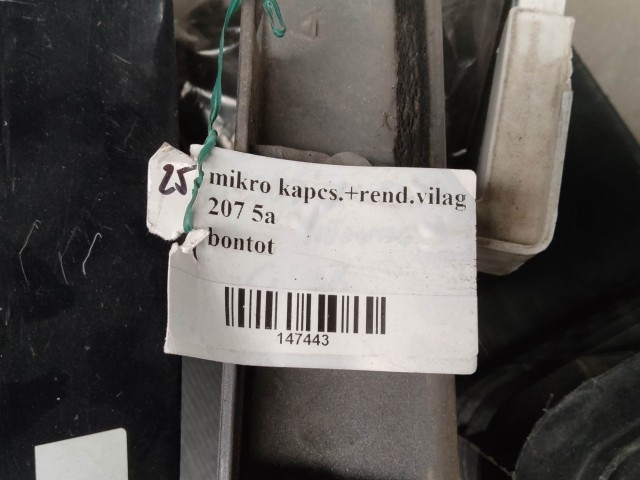 25
mikro kapcs.+rend.vilag
207 5a
bontot
147443